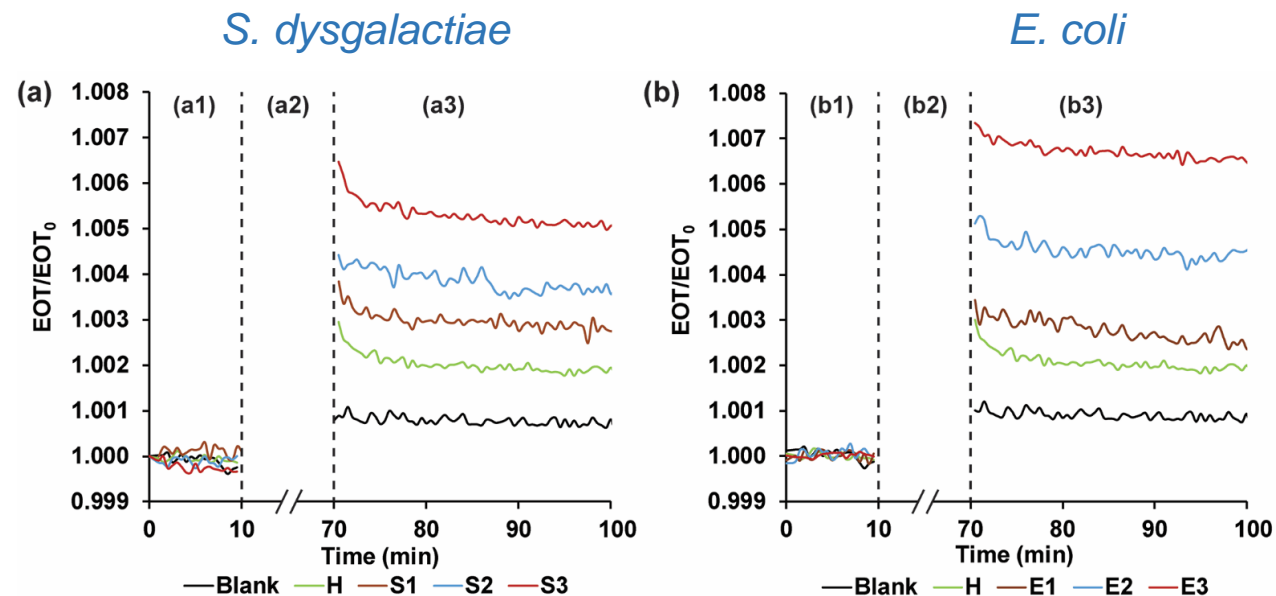 S. dysgalactiae
E. coli
(a)
(a1)
(a2)
(a3)
1.008
1.007
1.006
1.005
1.004
1.003
1.002
1.001
1.000
0.999
EOT/EOT₀
0
10
70
80
90
100
Time (min)
Blank
H
S1
S2
S3
(b)
(b1)
(b2)
(b3)
1.008
1.007
1.006
1.005
1.004
1.003
1.002
1.001
1.000
0.999
EOT/EOT₀
0
10
70
80
90
100
Time (min)
Blank
H
E1
E2
E3